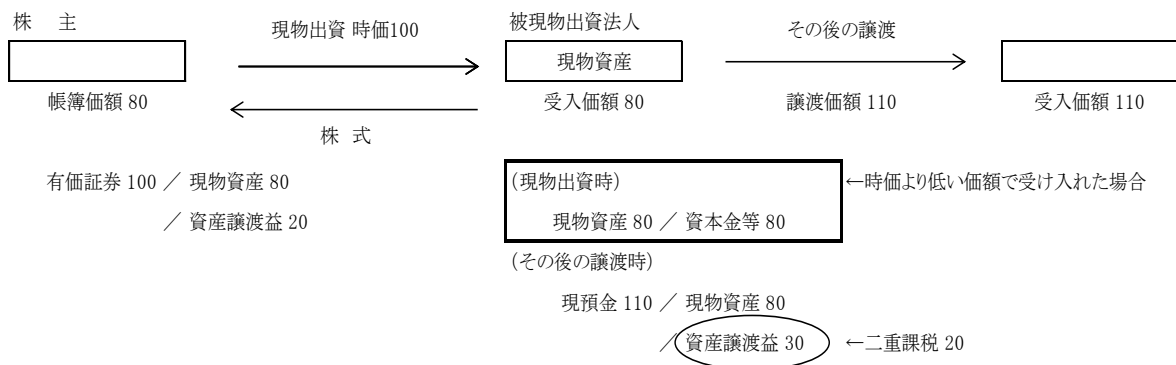 株 主
現物出資 時価100
被現物出資法人
その後の譲渡
現物資産
帳簿価額 80
受入価額 80
譲渡価額 110
受入価額 110
株 式
有価証券 100 ／ 現物資産 80
／ 資産譲渡益 20
(現物出資時)
←時価より低い価額で受け入れた場合
現物資産 80 ／ 資本金等 80
(その後の譲渡時)
現預金 110 ／ 現物資産 80
／ 資産譲渡益 30 ←二重課税 20